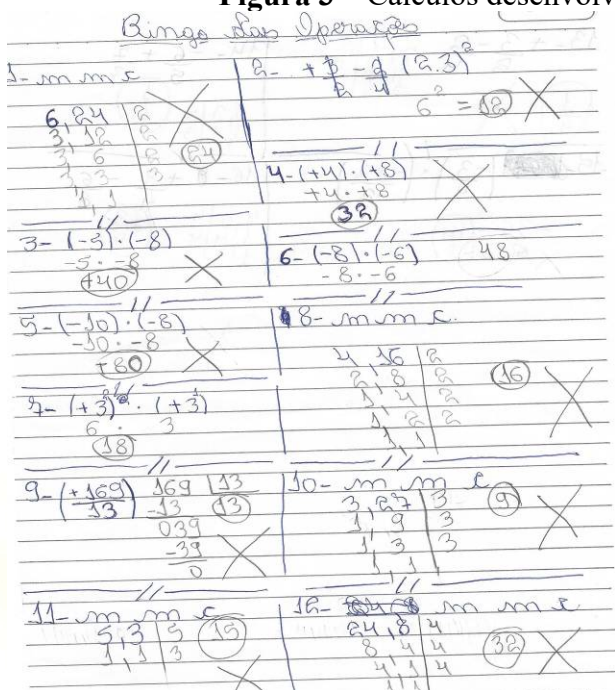 Figura 3 Cálculos desenvolv
Bingo das Operação
1- m m c
6,24 | 2
3,12 | 2
3 6 2
3 3 3
1,1
24
2-
(2.3)²
6² = 12
3- (-5).(-8)
-5 . -8
+40
4- (+4).(+8)
+4 . +8
32
5- (-10).(-8)
-10 . -8
+80
6- (-8).(-6) 48
-8 . -6
7- (+3)² . (+3)
6 . 3
18
8- m m c.
4,16 | 2
2,8 | 2
1,4 | 2
1,2 | 2
1,1
16
9- (+169) 169 | 13
13 -13 13
039
-39
0
10- m m c
3,27 | 3
1,9 | 3
1,3 | 3
1,1
9
11- m m c
5,3 | 5
1,1 | 3
15
12- m m c
24,8 | 4
8,4 | 4
4,1 | 4
1,1
32